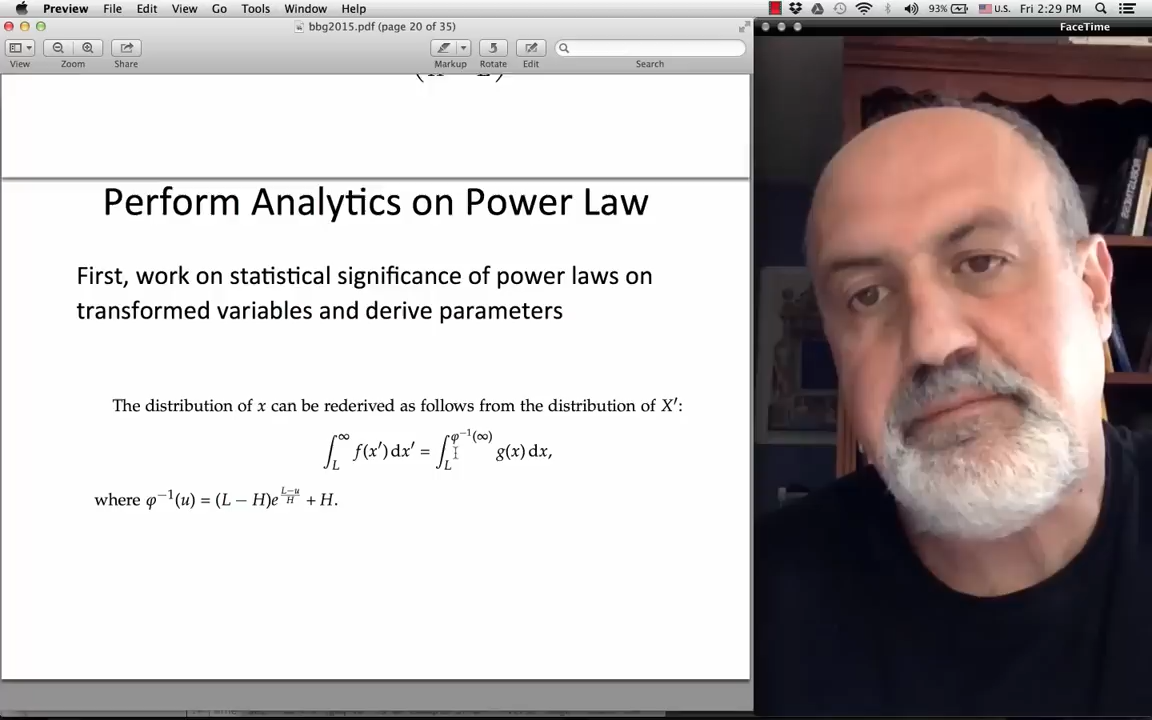 Preview File Edit View Go Tools Window Help 93% U.S. Fri 2:29 PM
bbg2015.pdf (page 20 of 35) FaceTime
View Zoom Share Markup Rotate Edit Search
Perform Analytics on Power Law
First, work on statistical significance of power laws on
transformed variables and derive parameters
The distribution of x can be rederived as follows from the distribution of X′:
∫_L^∞ f(x′) dx′ = ∫_L^{φ^{−1}(∞)} g(x) dx,
where φ^{−1}(u) = (L − H)e^{\frac{L−u}{H}} + H.